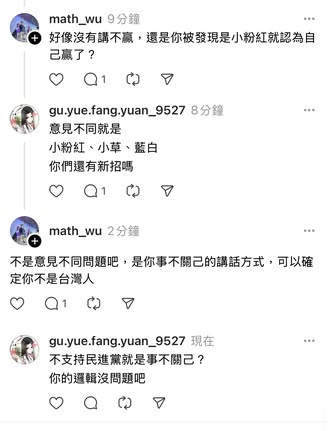 math_wu 9分鐘
好像沒有講不贏，還是你被發現是小粉紅就認為自
己贏了？
1
gu.yue.fang.yuan_9527 8分鐘
意見不同就是
小粉紅、小草、藍白
你們還有新招嗎
1
math_wu 2分鐘
不是意見不同問題吧，是你事不關己的講話方式，可以確
定你不是台灣人
1
gu.yue.fang.yuan_9527 現在
不支持民進黨就是事不關己？
你的邏輯沒問題吧